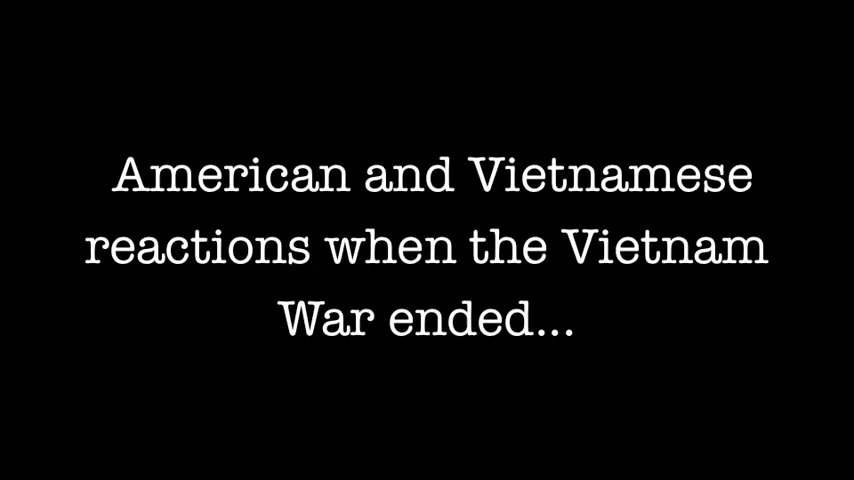 American and Vietnamese
reactions when the Vietnam
War ended...